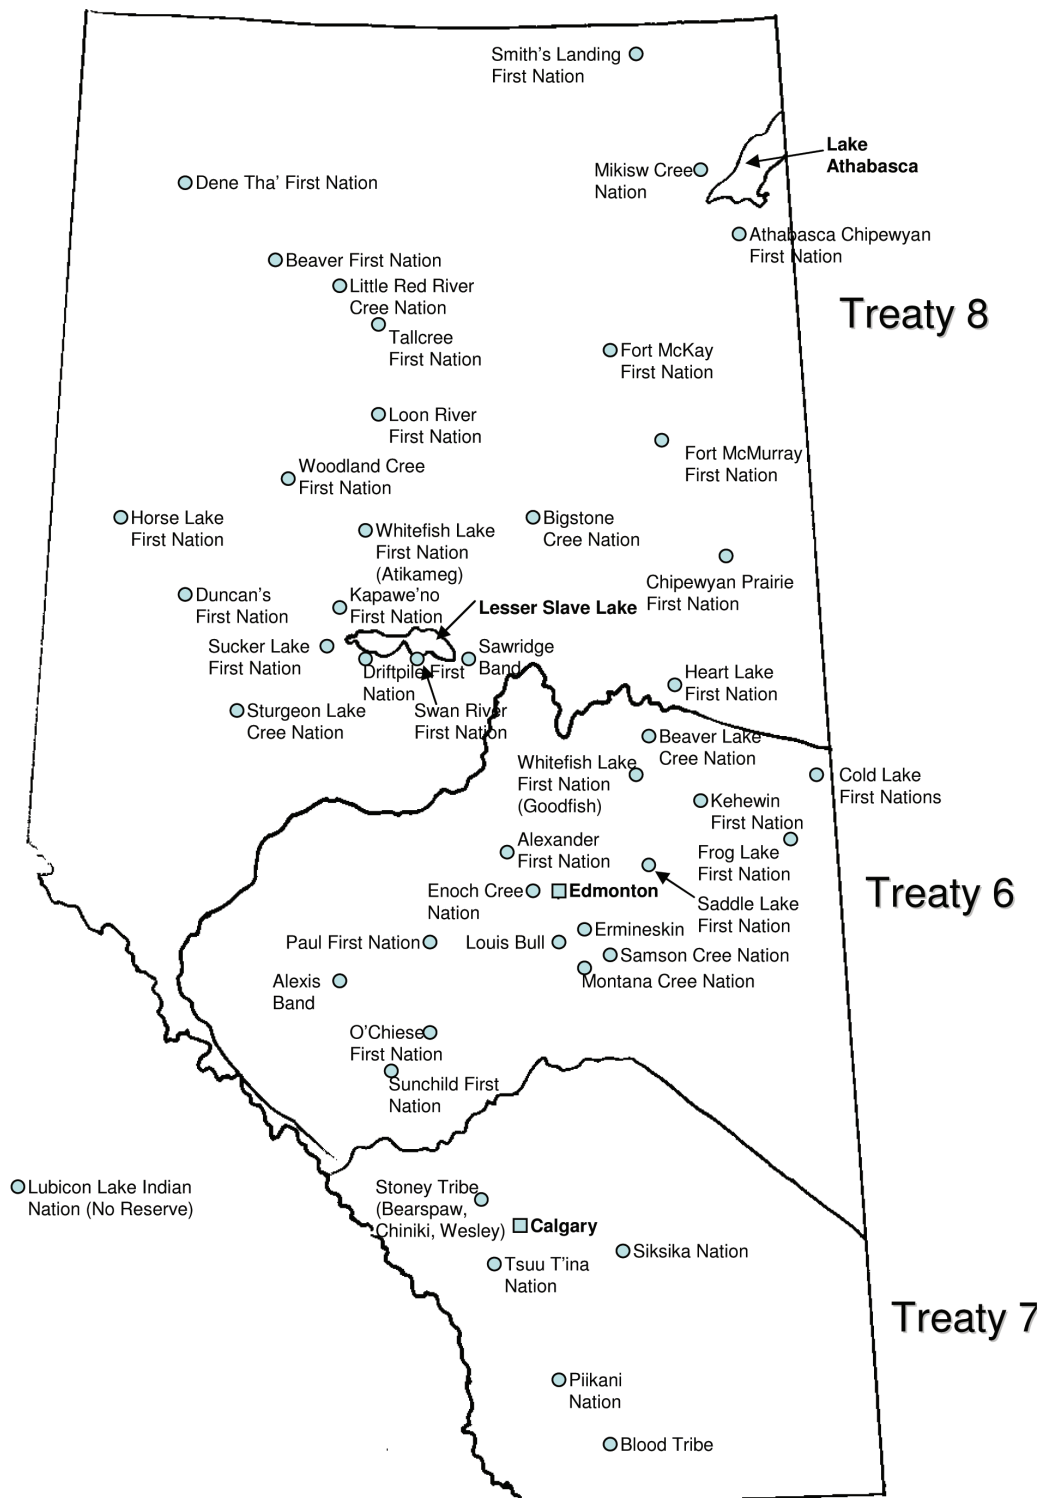 Smith's Landing
First Nation
Lake
Athabasca
Mikisw Cree
Nation
Dene Tha' First Nation
Athabasca Chipewyan
First Nation
Beaver First Nation
Little Red River
Cree Nation
Treaty 8
Tallcree
First Nation
Fort McKay
First Nation
Loon River
First Nation
Fort McMurray
First Nation
Woodland Cree
First Nation
Horse Lake
First Nation
Whitefish Lake
First Nation
(Atikameg)
Bigstone
Cree Nation
Chipewyan Prairie
First Nation
Duncan's
First Nation
Kapawe'no
First Nation
Lesser Slave Lake
Sucker Lake
First Nation
Driftpile First
Nation
Sawridge
Band
Heart Lake
First Nation
Sturgeon Lake
Cree Nation
Swan River
First Nation
Beaver Lake
Cree Nation
Whitefish Lake
First Nation
(Goodfish)
Cold Lake
First Nations
Kehewin
First Nation
Alexander
First Nation
Frog Lake
First Nation
Enoch Cree
Nation
Edmonton
Treaty 6
Saddle Lake
First Nation
Ermineskin
Paul First Nation
Louis Bull
Samson Cree Nation
Montana Cree Nation
Alexis
Band
O'Chiese
First Nation
Sunchild First
Nation
Lubicon Lake Indian
Nation (No Reserve)
Stoney Tribe
(Bearspaw,
Chiniki, Wesley)
Calgary
Siksika Nation
Tsuu T'ina
Nation
Treaty 7
Piikani
Nation
Blood Tribe